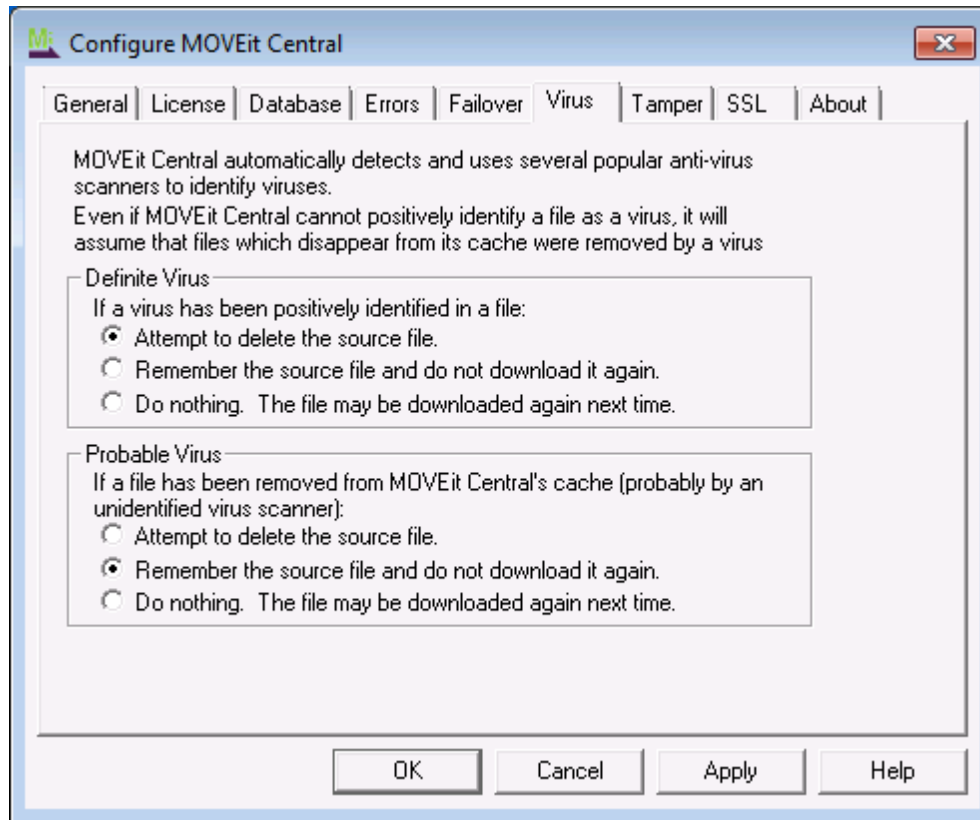 Configure MOVEit Central
General License Database Errors Failover Virus Tamper SSL About
MOVEit Central automatically detects and uses several popular anti-virus
scanners to identify viruses.
Even if MOVEit Central cannot positively identify a file as a virus, it will
assume that files which disappear from its cache were removed by a virus
Definite Virus
If a virus has been positively identified in a file:
Attempt to delete the source file.
Remember the source file and do not download it again.
Do nothing.  The file may be downloaded again next time.
Probable Virus
If a file has been removed from MOVEit Central's cache (probably by an
unidentified virus scanner):
Attempt to delete the source file.
Remember the source file and do not download it again.
Do nothing.  The file may be downloaded again next time.
OK Cancel Apply Help